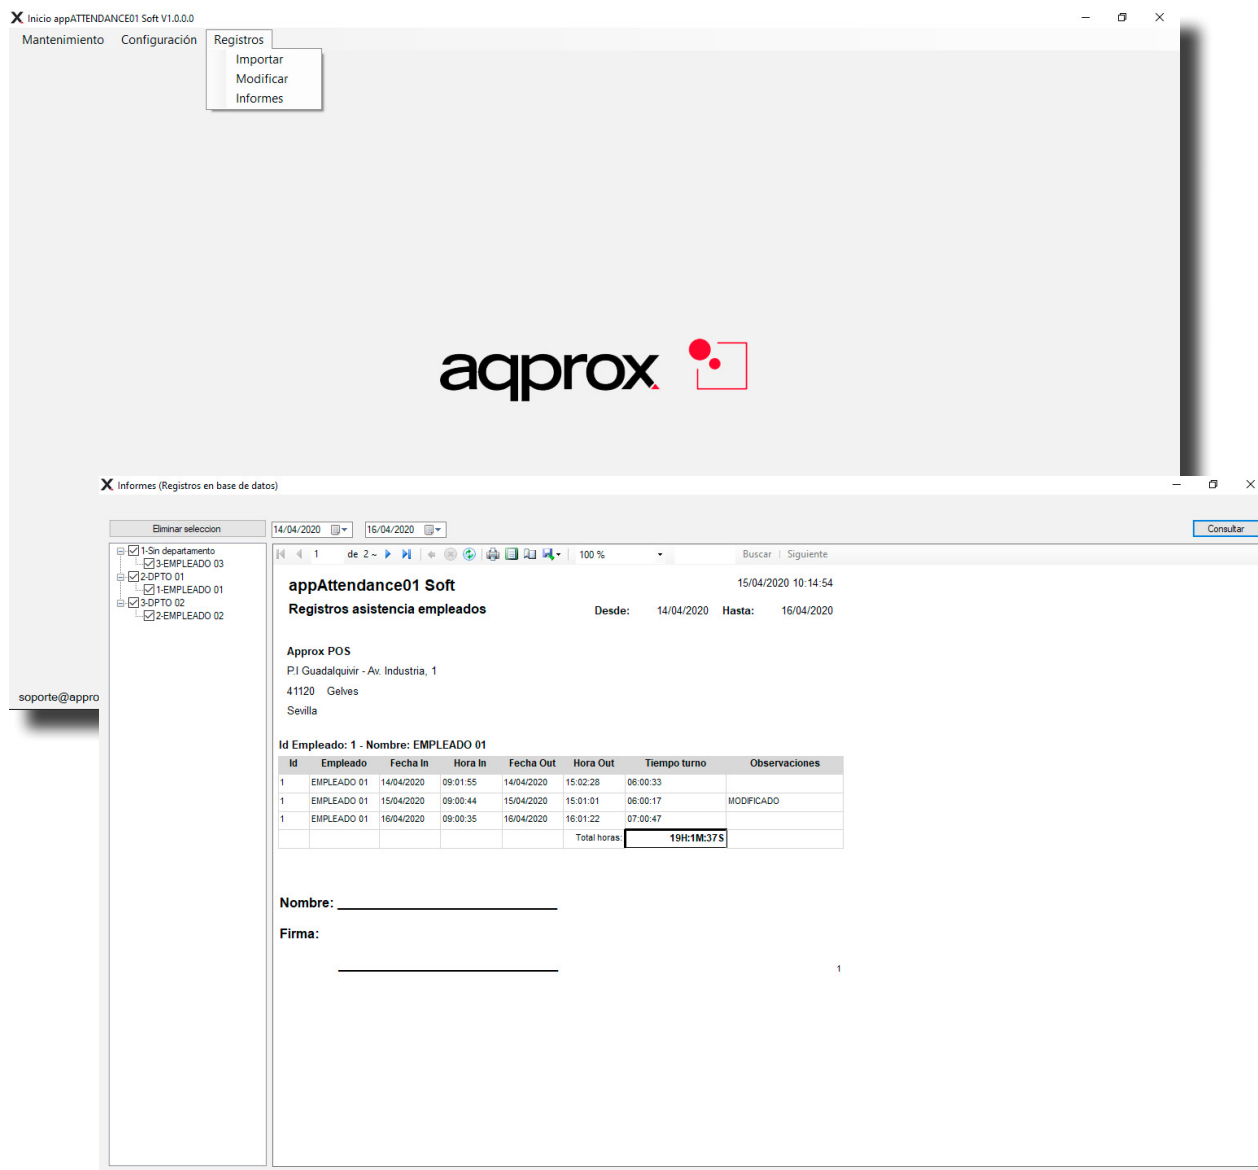 Inicio appATTENDANCE01 Soft V1.0.0.0
Mantenimiento Configuración Registros
Importar
Modificar
Informes
aqprox
soporte@appro
Informes (Registros en base de datos)
Eliminar seleccion 14/04/2020 16/04/2020 Consultar
1-Sin departamento
3-EMPLEADO 03
2-DPTO 01
1-EMPLEADO 01
3-DPTO 02
2-EMPLEADO 02
1 de 2 ~ 100 % Buscar | Siguiente
appAttendance01 Soft 15/04/2020 10:14:54
Registros asistencia empleados Desde: 14/04/2020 Hasta: 16/04/2020
Approx POS
P.I Guadalquivir - Av. Industria, 1
41120 Gelves
Sevilla
Id Empleado: 1 - Nombre: EMPLEADO 01
Id Empleado Fecha In Hora In Fecha Out Hora Out Tiempo turno Observaciones
1 EMPLEADO 01 14/04/2020 09:01:55 14/04/2020 15:02:28 06:00:33
1 EMPLEADO 01 15/04/2020 09:00:44 15/04/2020 15:01:01 06:00:17 MODIFICADO
1 EMPLEADO 01 16/04/2020 09:00:35 16/04/2020 16:01:22 07:00:47
Total horas: 19H:1M:37S
Nombre:
Firma:
1